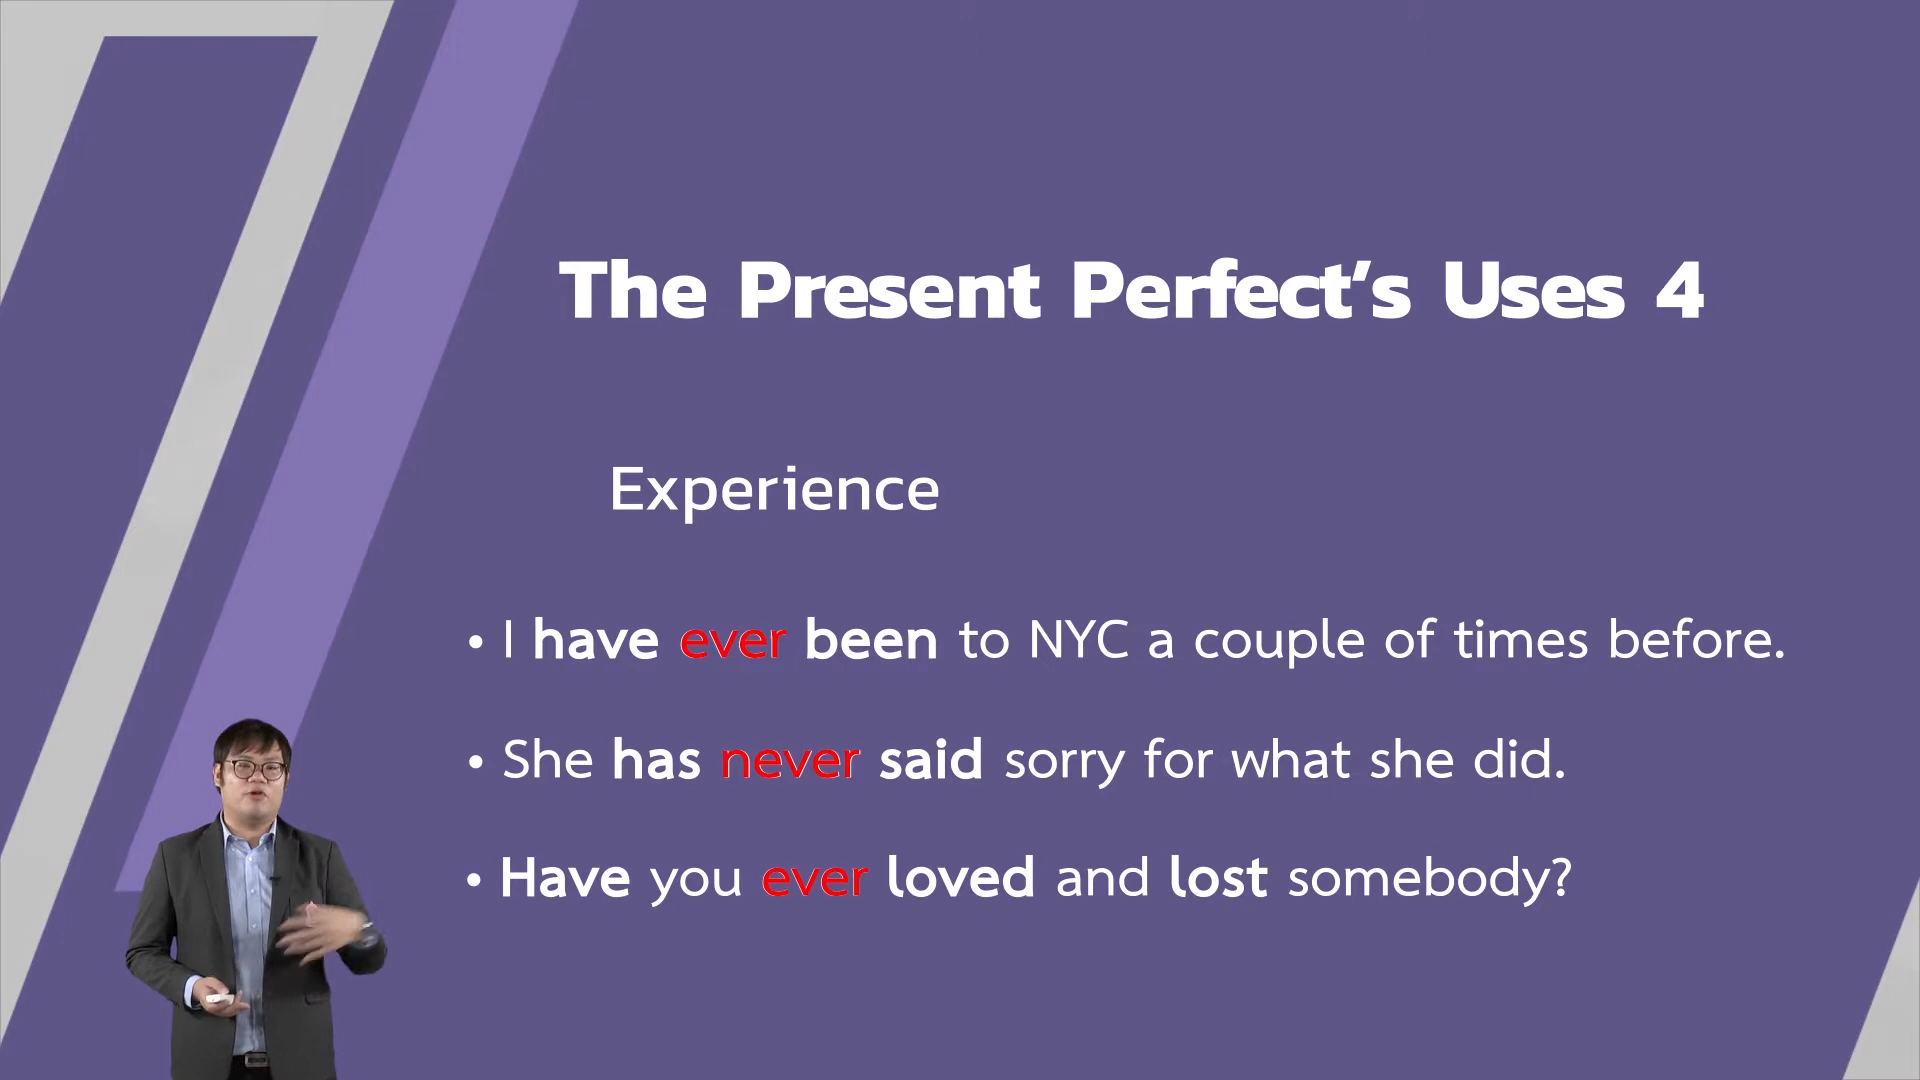 The Present Perfect’s Uses 4
Experience
• I have ever been to NYC a couple of times before.
• She has never said sorry for what she did.
• Have you ever loved and lost somebody?